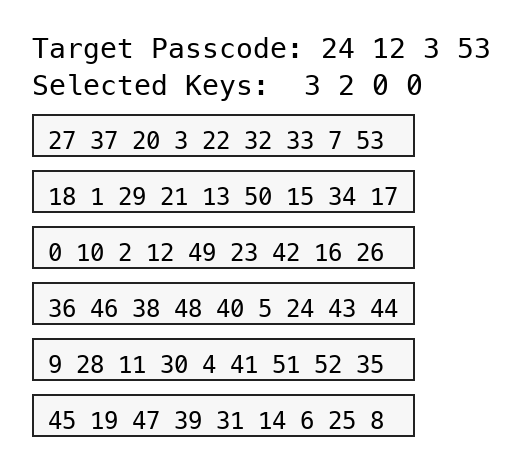 Target Passcode: 24 12 3 53
Selected Keys: 3 2 0 0
27 37 20 3 22 32 33 7 53
18 1 29 21 13 50 15 34 17
0 10 2 12 49 23 42 16 26
36 46 38 48 40 5 24 43 44
9 28 11 30 4 41 51 52 35
45 19 47 39 31 14 6 25 8